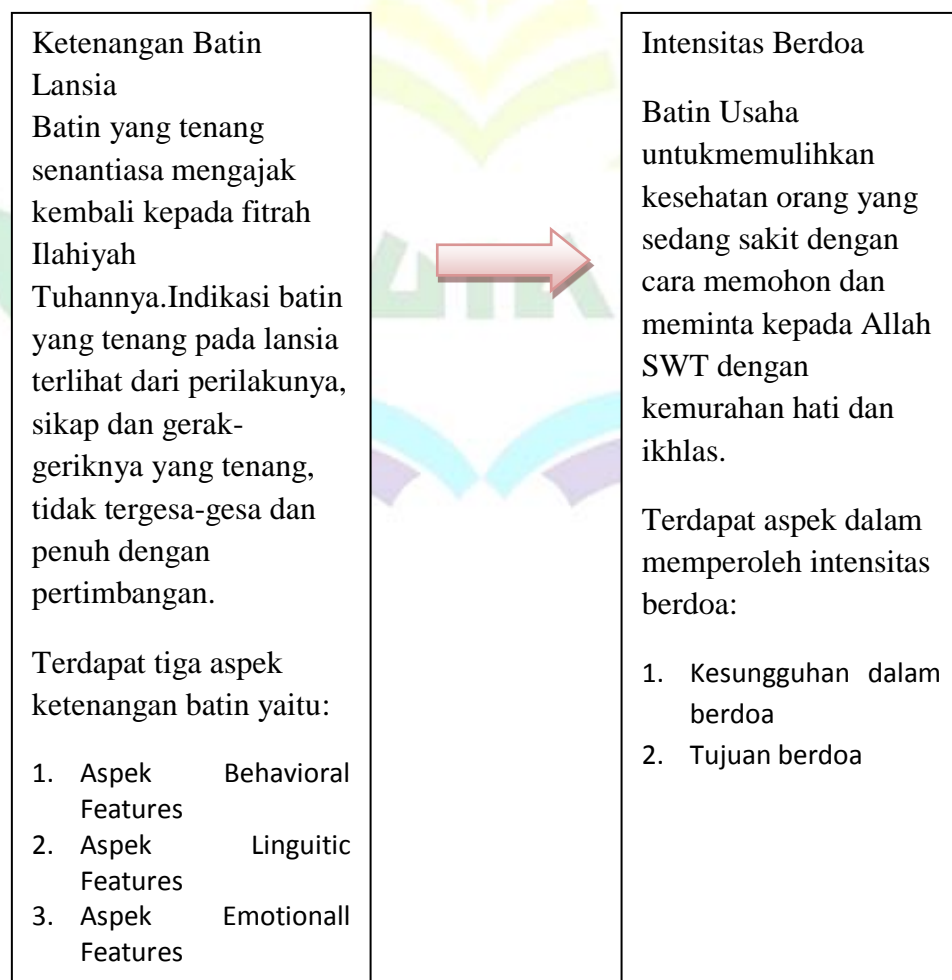 Ketenangan Batin
Lansia
Batin yang tenang
senantiasa mengajak
kembali kepada fitrah
Ilahiyah
Tuhannya.Indikasi batin
yang tenang pada lansia
terlihat dari perilakunya,
sikap dan gerak-
geriknya yang tenang,
tidak tergesa-gesa dan
penuh dengan
pertimbangan.
Terdapat tiga aspek
ketenangan batin yaitu:
1. Aspek Behavioral
Features
2. Aspek Linguitic
Features
3. Aspek Emotionall
Features
Intensitas Berdoa
Batin Usaha
untukmemulihkan
kesehatan orang yang
sedang sakit dengan
cara memohon dan
meminta kepada Allah
SWT dengan
kemurahan hati dan
ikhlas.
Terdapat aspek dalam
memperoleh intensitas
berdoa:
1. Kesungguhan dalam
berdoa
2. Tujuan berdoa